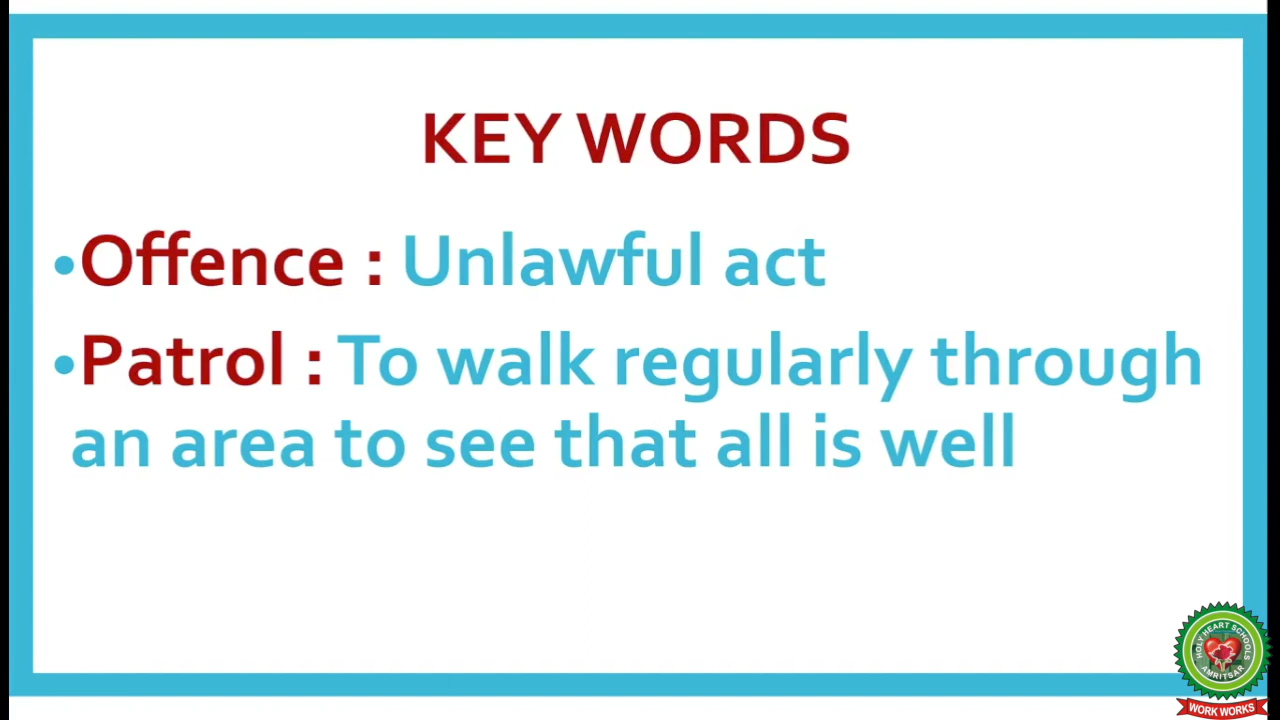 KEY WORDS
•Offence : Unlawful act
•Patrol : To walk regularly through
an area to see that all is well
HOLY HEART SCHOOLS
AMRITSAR
WORK WORKS